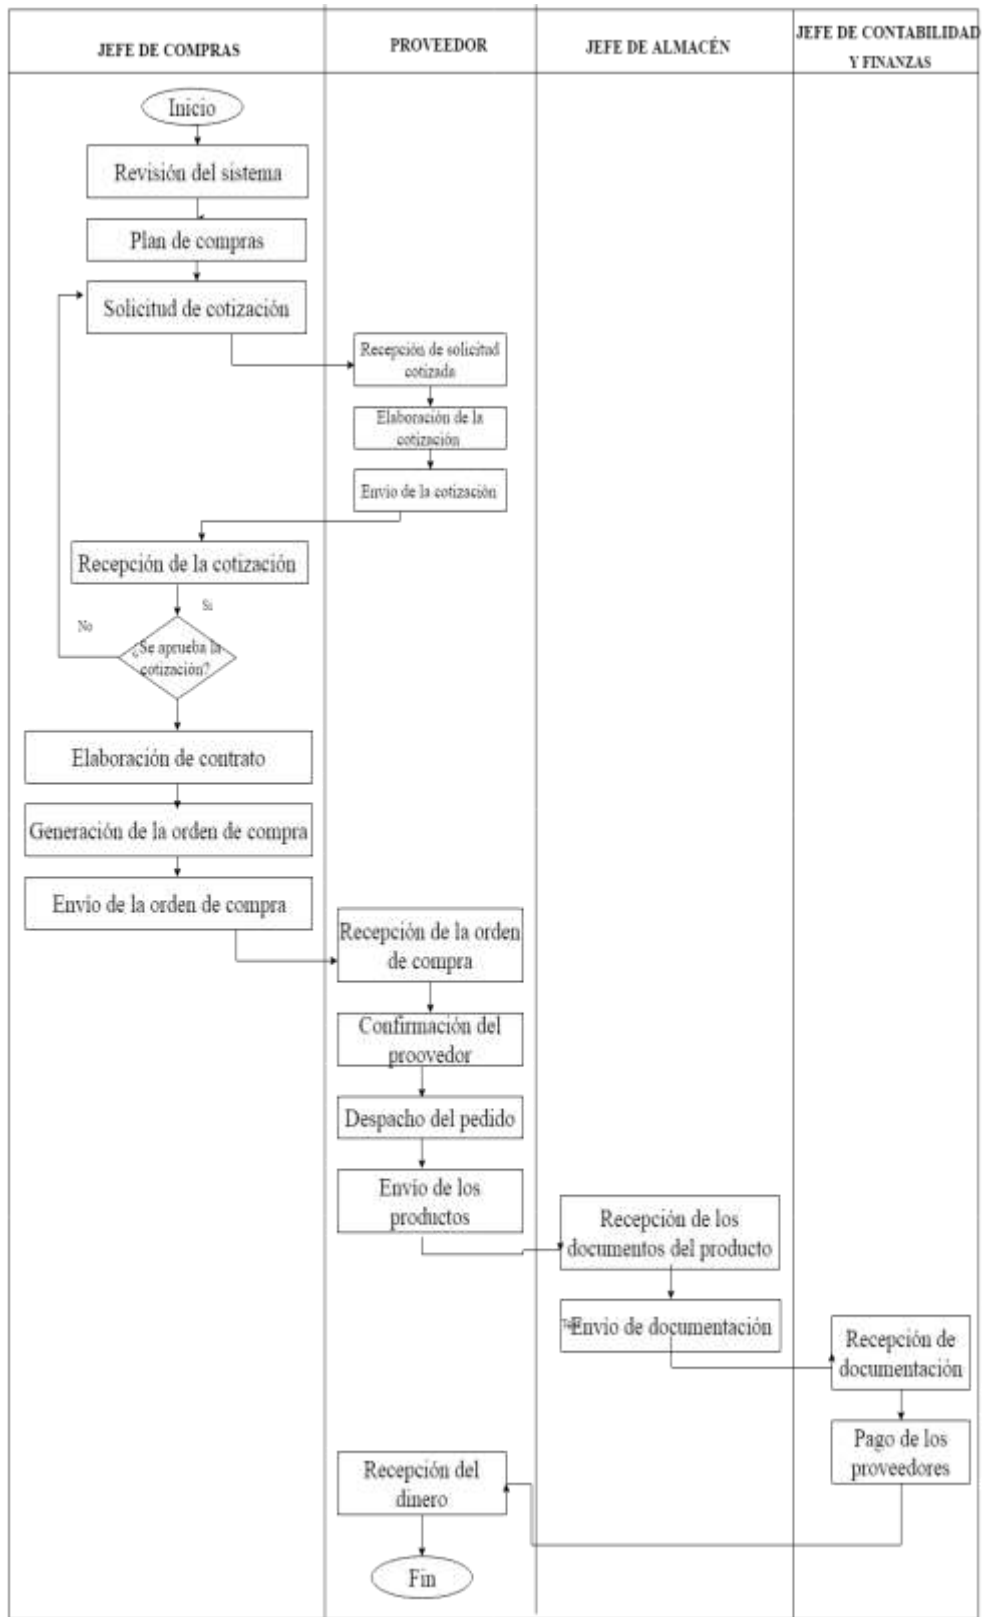 JEFE DE COMPRAS
PROVEEDOR
JEFE DE ALMACÉN
JEFE DE CONTABILIDAD
Y FINANZAS
Inicio
Revisión del sistema
Plan de compras
Solicitud de cotización
Recepción de solicitud
cotizada
Elaboración de la
cotización
Envio de la cotización
Recepción de la cotización
Si
No
¿Se aprueba la
cotización?
Elaboración de contrato
Generación de la orden de compra
Envío de la orden de compra
Recepción de la orden
de compra
Confirmación del
proovedor
Despacho del pedido
Envío de los
productos
Recepción de los
documentos del producto
Envio de documentación
Recepción de
documentación
Pago de los
proveedores
Recepción del
dinero
Fin